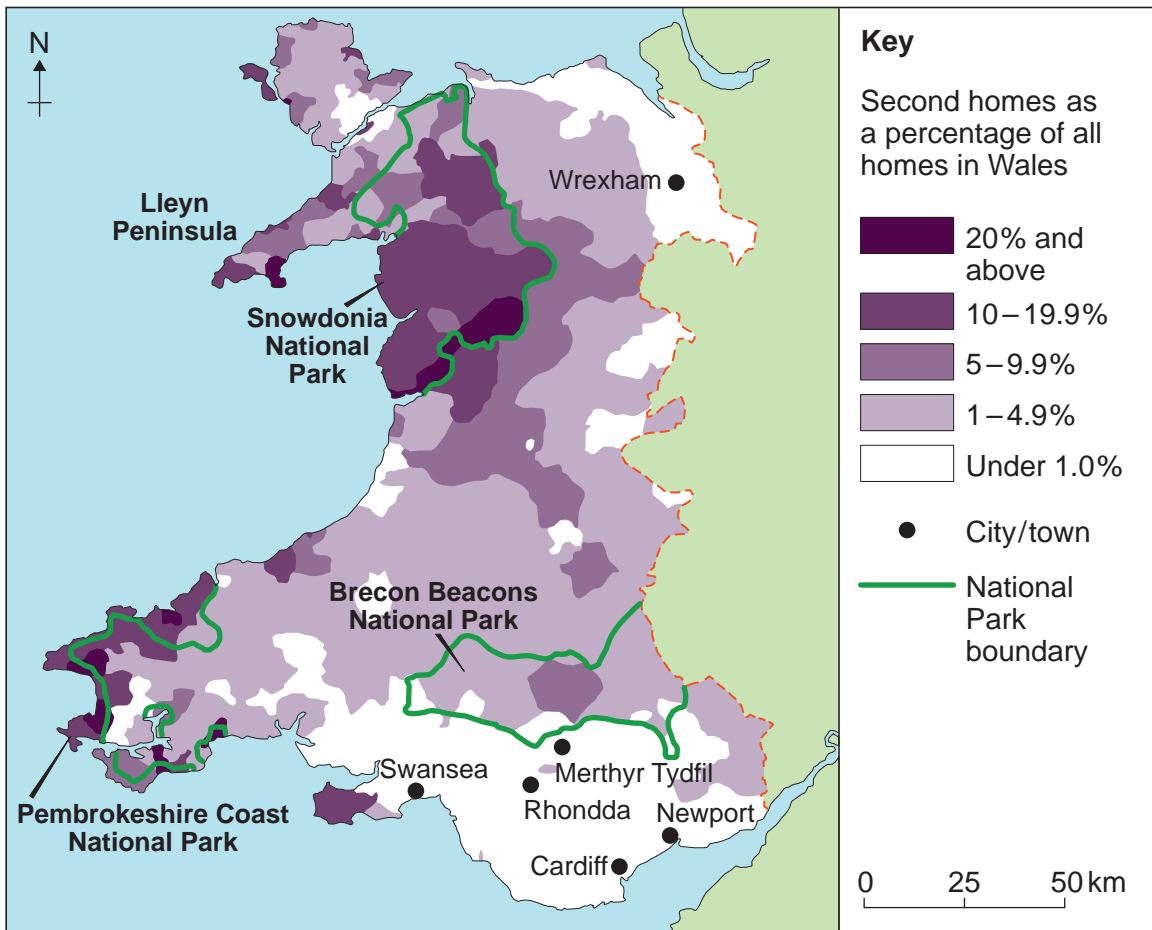 N
Lleyn
Peninsula
Wrexham
Snowdonia
National
Park
Brecon Beacons
National Park
Swansea
Merthyr Tydfil
Rhondda
Newport
Cardiff
Pembrokeshire Coast
National Park
Key
Second homes as
a percentage of all
homes in Wales
20% and
above
10–19.9%
5–9.9%
1–4.9%
Under 1.0%
City/town
National
Park
boundary
0 25 50 km